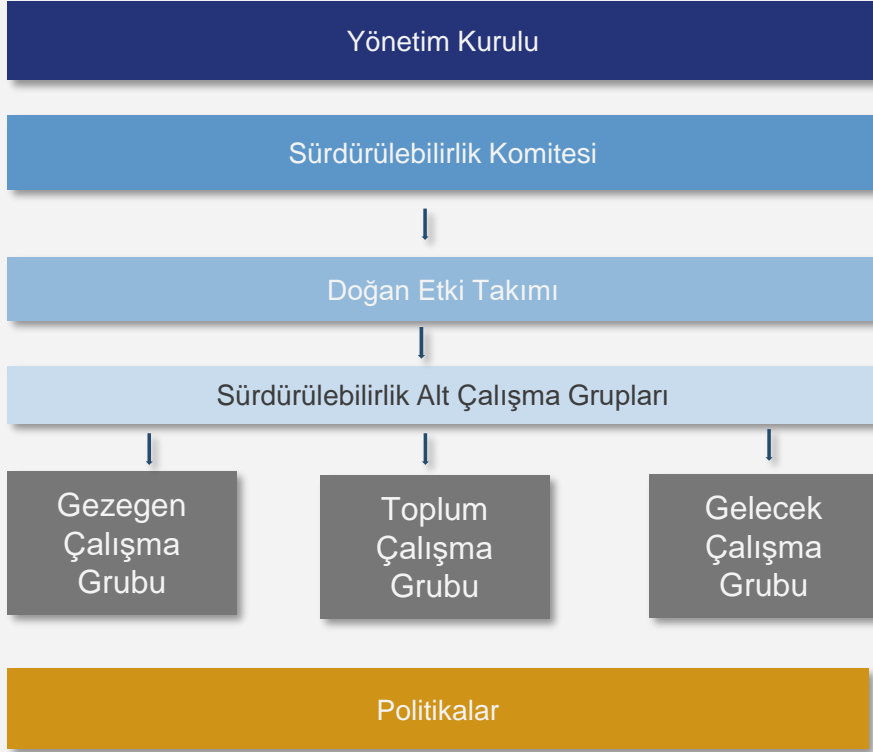 Yönetim Kurulu
Sürdürülebilirlik Komitesi
Doğan Etki Takımı
Sürdürülebilirlik Alt Çalışma Grupları
Gezegen
Çalışma
Grubu
Toplum
Çalışma
Grubu
Gelecek
Çalışma
Grubu
Politikalar